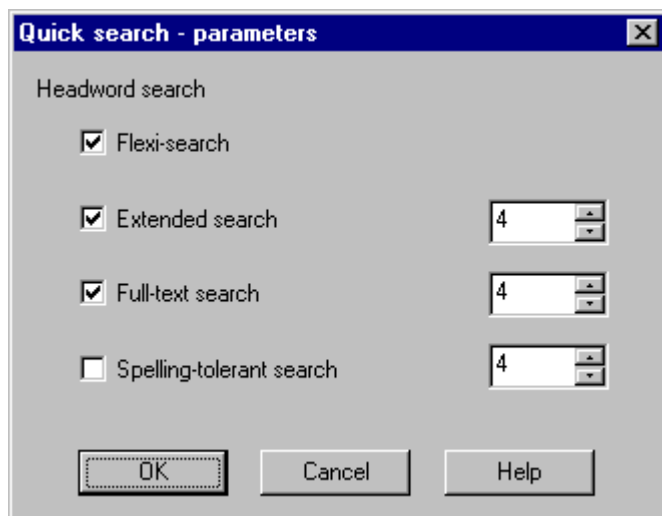 Quick search - parameters
Headword search
Flexi-search
Extended search 4
Full-text search 4
Spelling-tolerant search 4
OK Cancel Help